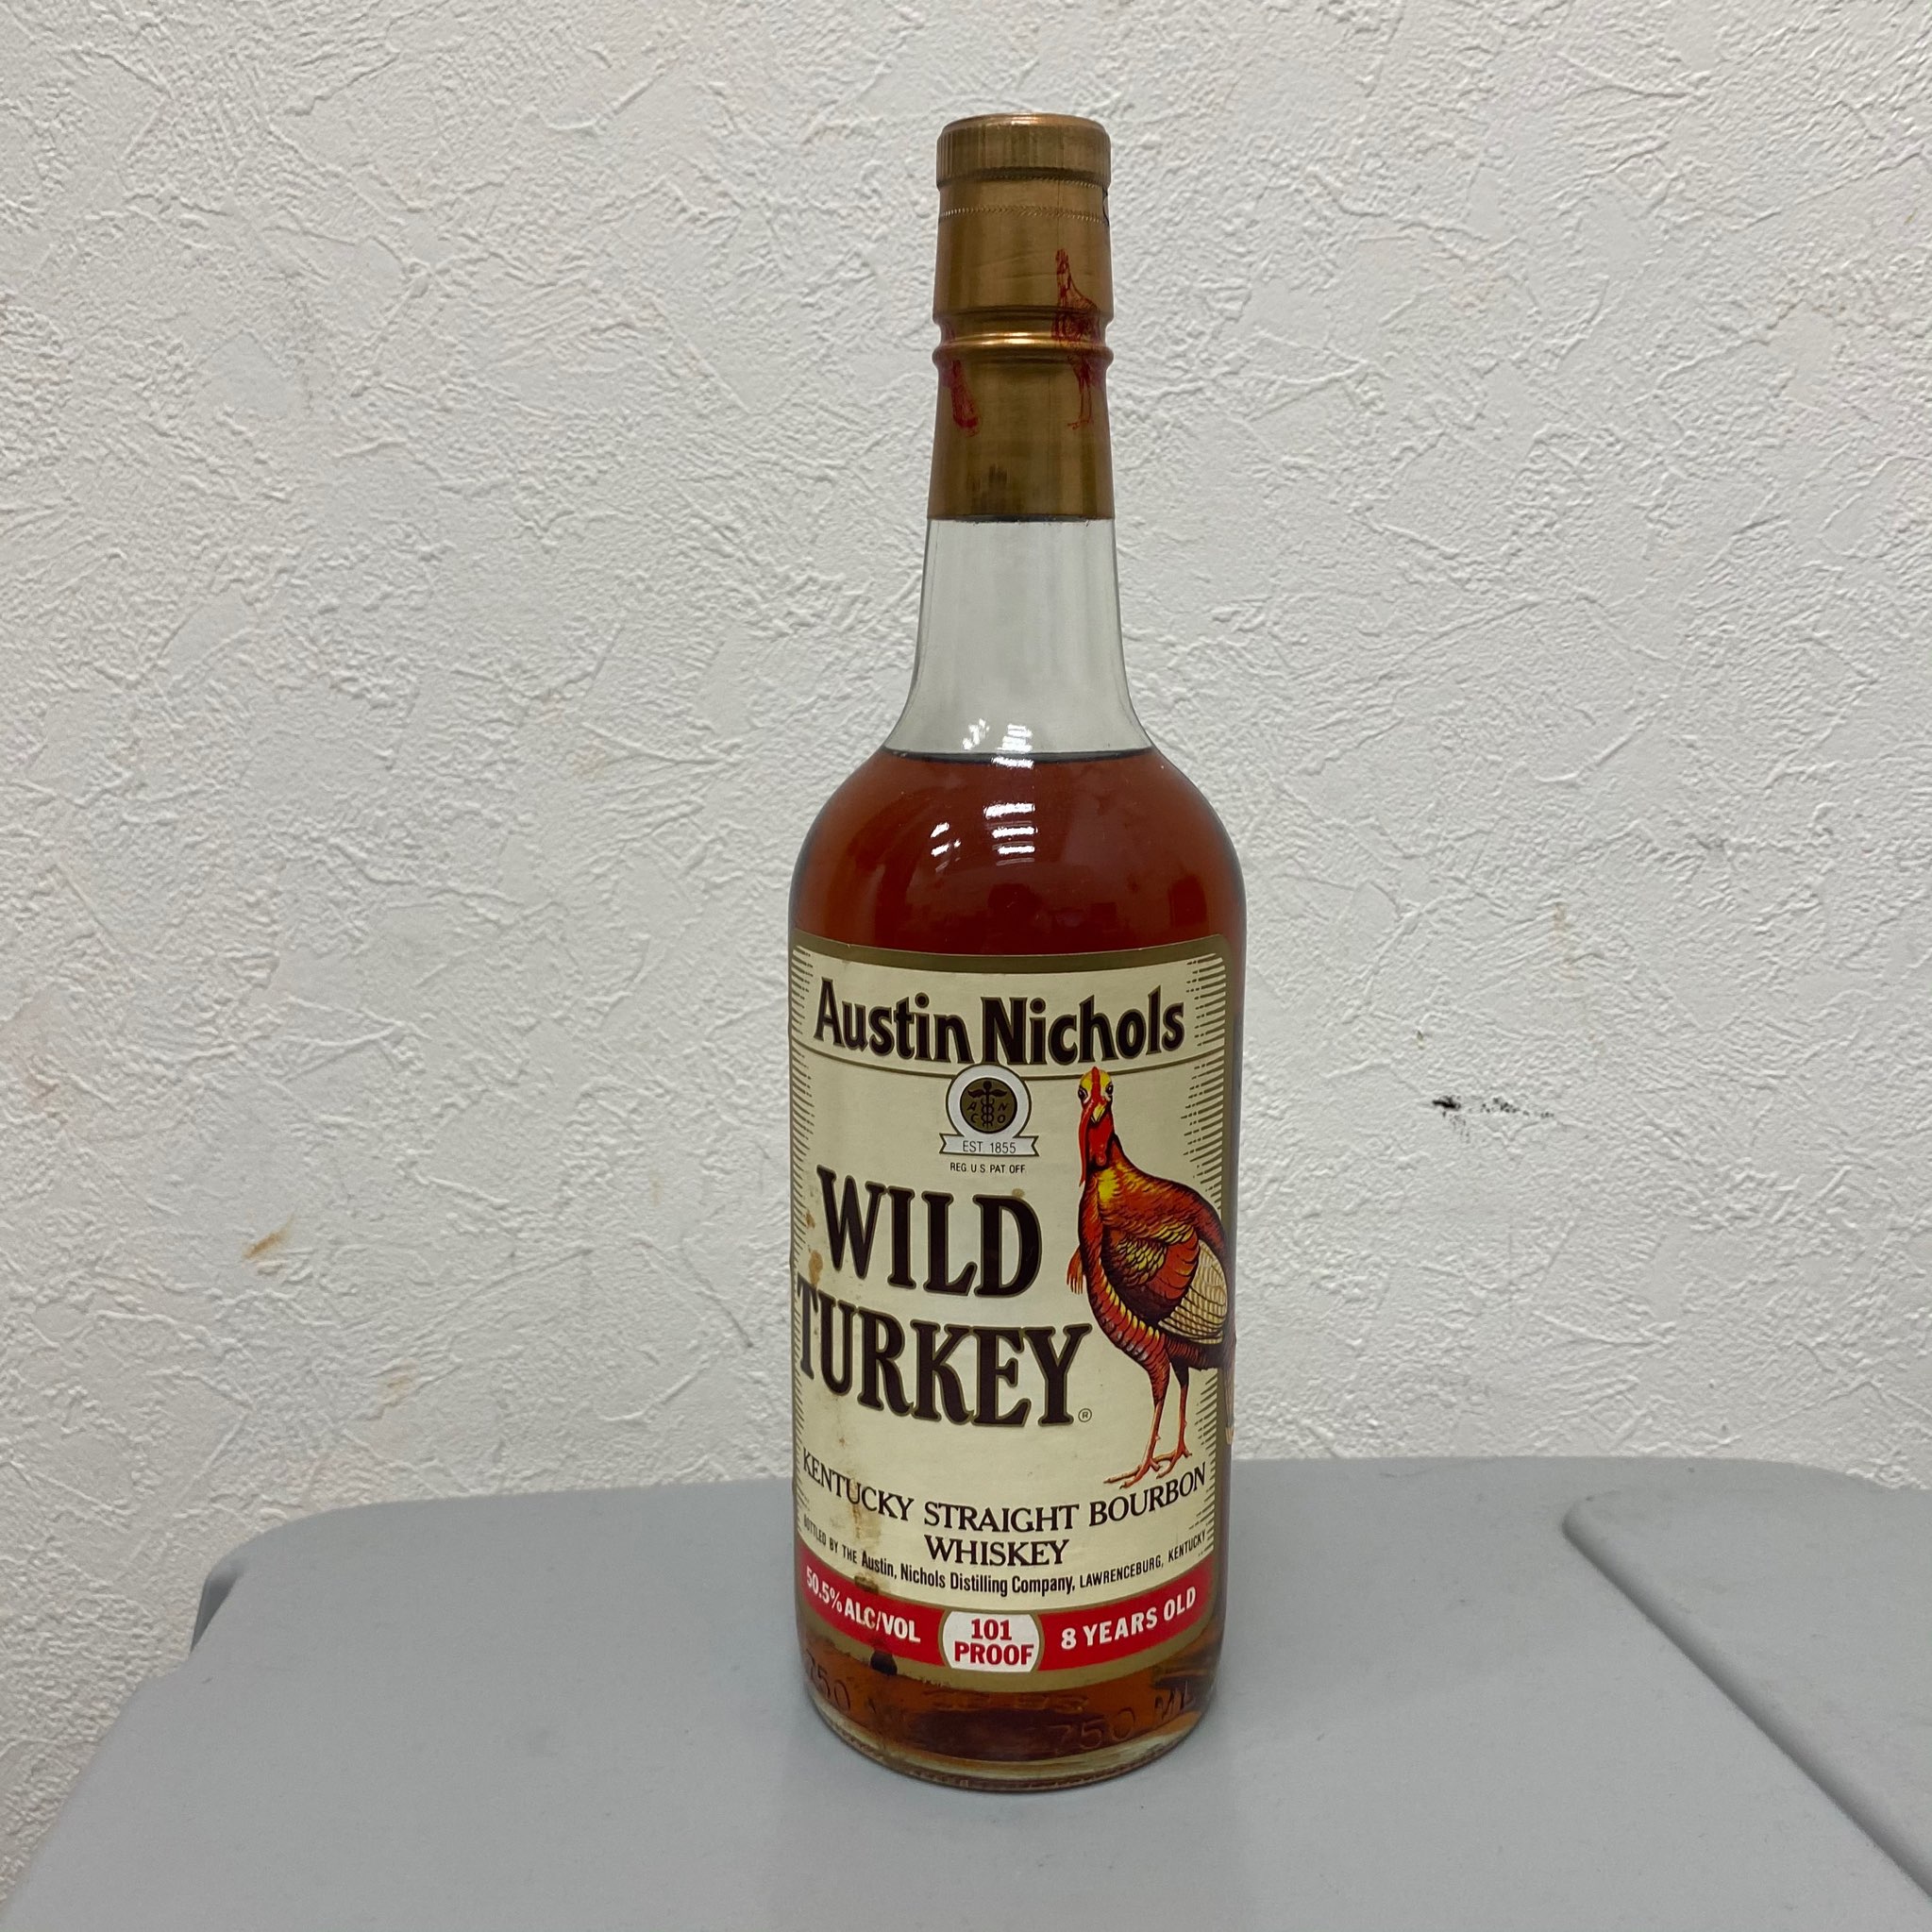 Austin Nichols
A N
C O
EST. 1855
REG. U.S. PAT. OFF.
WILD
TURKEY®
KENTUCKY STRAIGHT BOURBON
WHISKEY
BOTTLED BY THE Austin, Nichols Distilling Company, LAWRENCEBURG, KENTUCKY
50.5% ALC/VOL
101
PROOF
8 YEARS OLD
750 ML